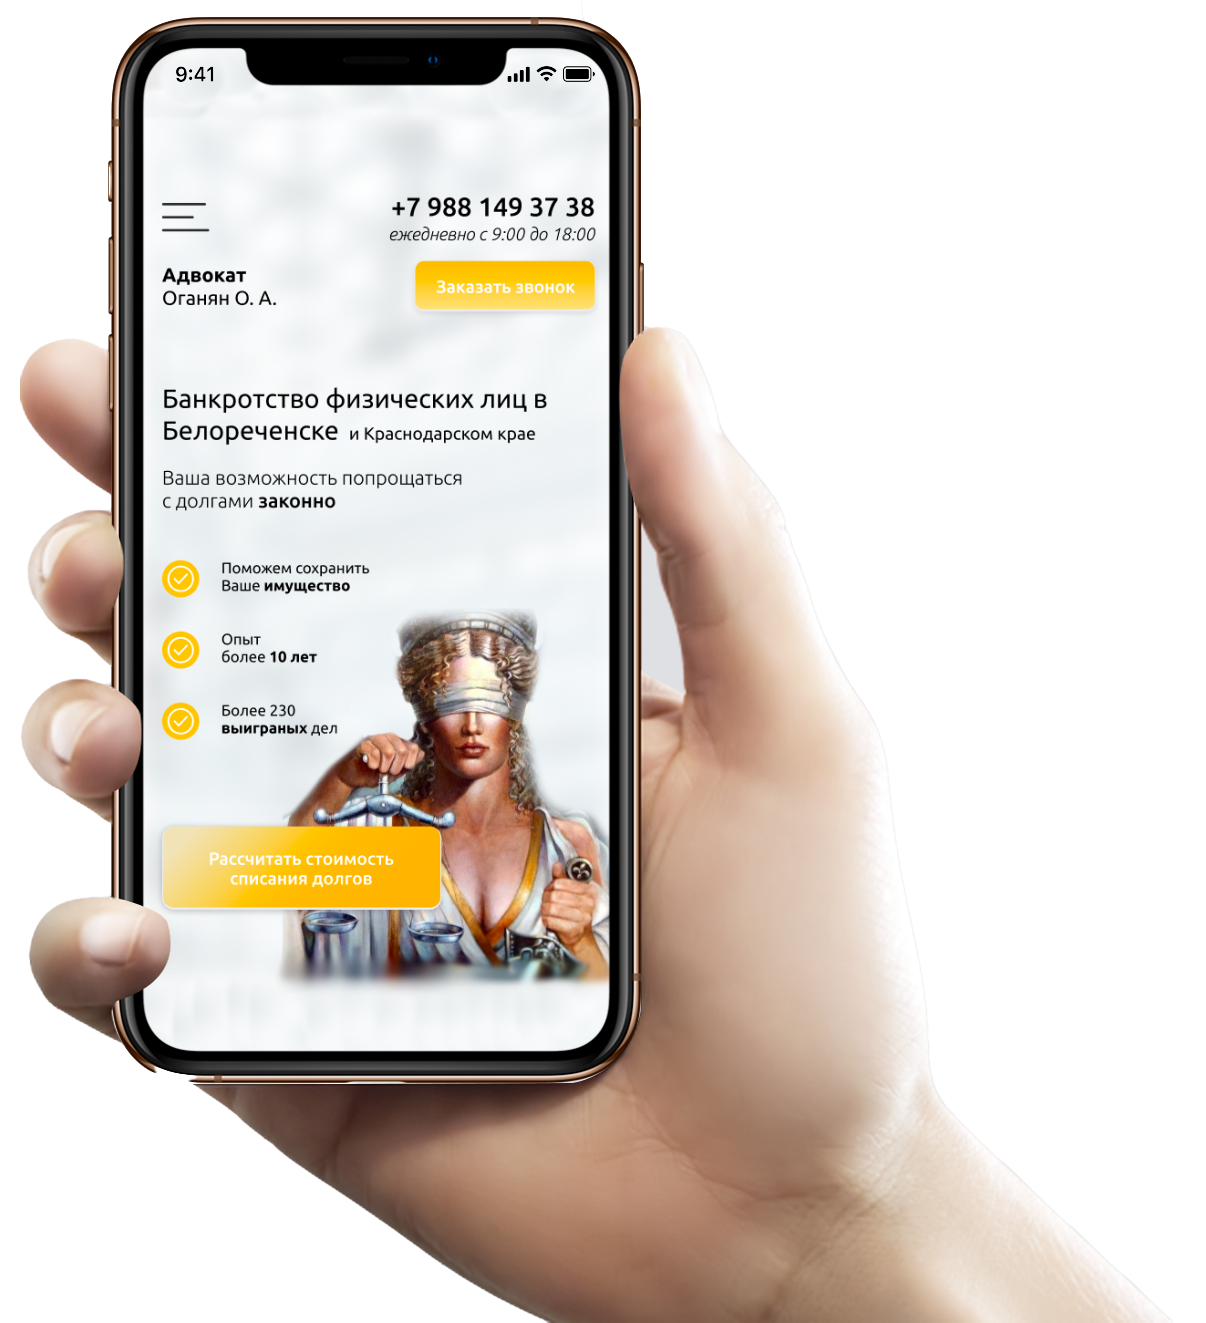 9:41
+7 988 149 37 38
ежедневно с 9:00 до 18:00
Адвокат
Оганян О. А.
Заказать звонок
Банкротство физических лиц в
Белореченске и Краснодарском крае
Ваша возможность попрощаться
с долгами законно
Поможем сохранить
Ваше имущество
Опыт
более 10 лет
Более 230
выиграных дел
Рассчитать стоимость
списания долгов